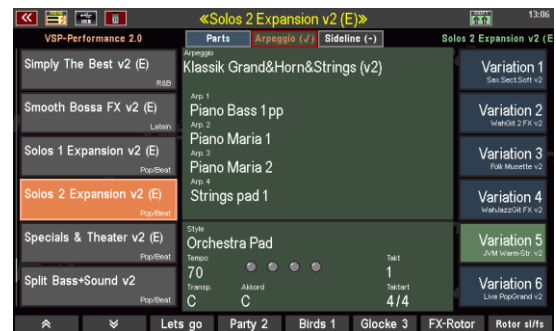 «Solos 2 Expansion v2 (E)»
13:06
VSP-Performance 2.0
Parts
Arpeggio (√)
Sideline (-)
Solos 2 Expansion v2 (E
Simply The Best v2 (E)
R&B
Smooth Bossa FX v2 (E)
Latein
Solos 1 Expansion v2 (E)
Pop/Beat
Solos 2 Expansion v2 (E)
Pop/Beat
Specials & Theater v2 (E)
Pop/Beat
Split Bass+Sound v2
Pop/Beat
Arpeggio
Klassik Grand&Horn&Strings (v2)
Arp. 1
Piano Bass 1pp
Arp. 2
Piano Maria 1
Arp. 3
Piano Maria 2
Arp. 4
Strings pad 1
Style
Orchestra Pad
Tempo
Takt
70
1
Transp.
Akkord
Taktart
C
C
4/4
Variation 1
Sax.Sect.Soft v2
Variation 2
WahGit 2 FX v2
Variation 3
Folk Musette v2
Variation 4
WahJazzGit FX v2
Variation 5
JVM Warm-Str. v2
Variation 6
Live PopGrand v2
Lets go
Party 2
Birds 1
Glocke 3
FX-Rotor
Rotor sl/fs